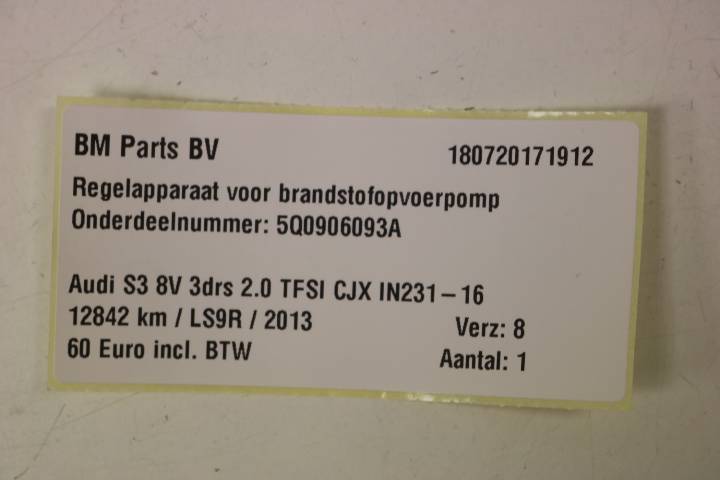 BM Parts BV 180720171912
Regelapparaat voor brandstofopvoerpomp
Onderdeelnummer: 5Q0906093A
Audi S3 8V 3drs 2.0 TFSI CJX IN231-16
12842 km / LS9R / 2013 Verz: 8
60 Euro incl. BTW Aantal: 1